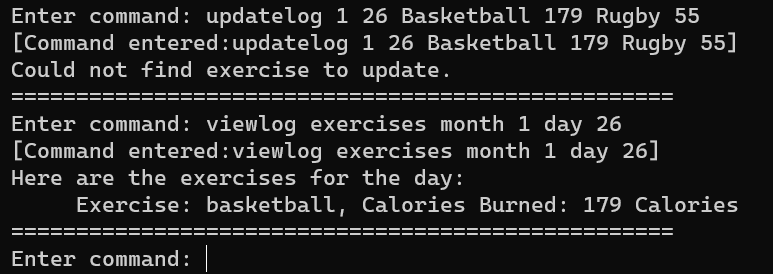 Enter command: updatelog 1 26 Basketball 179 Rugby 55
[Command entered:updatelog 1 26 Basketball 179 Rugby 55]
Could not find exercise to update.
===================================================
Enter command: viewlog exercises month 1 day 26
[Command entered:viewlog exercises month 1 day 26]
Here are the exercises for the day:
     Exercise: basketball, Calories Burned: 179 Calories
===================================================
Enter command: